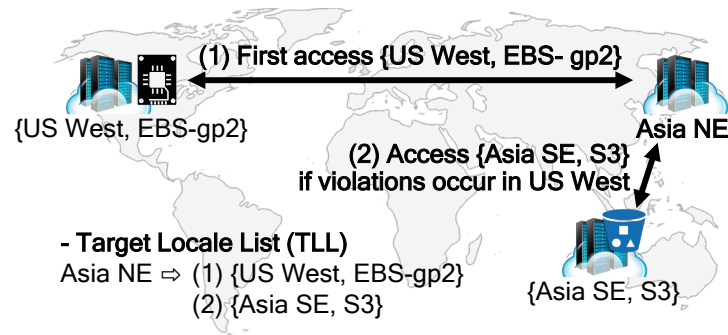 (1) First access {US West, EBS- gp2}
{US West, EBS-gp2}
Asia NE
(2) Access {Asia SE, S3}
if violations occur in US West
- Target Locale List (TLL)
Asia NE ⇨ (1) {US West, EBS-gp2}
(2) {Asia SE, S3}
{Asia SE, S3}